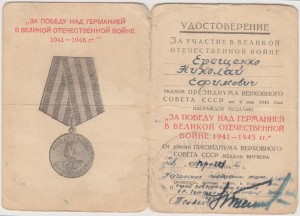 „ЗА ПОБЕДУ НАД ГЕРМАНИЕЙ
В ВЕЛИКОЙ ОТЕЧЕСТВЕННОЙ ВОЙНЕ
1941—1945 гг."
УДОСТОВЕРЕНИЕ
ЗА УЧАСТИЕ В ВЕЛИКОЙ
ОТЕЧЕСТВЕННОЙ ВОЙНЕ
Ерощенко
Николай
Ефимович
УКАЗОМ ПРЕЗИДИУМА ВЕРХОВНОГО
СОВЕТА СССР от 9 мая 1945 года
НАГРАЖДЕН МЕДАЛЬЮ
„ЗА ПОБЕДУ НАД ГЕРМАНИЕЙ
В ВЕЛИКОЙ ОТЕЧЕСТВЕННОЙ
ВОЙНЕ 1941—1945 гг."
От имени ПРЕЗИДИУМА ВЕРХОВНОГО
СОВЕТА СССР МЕДАЛЬ ВРУЧЕНА